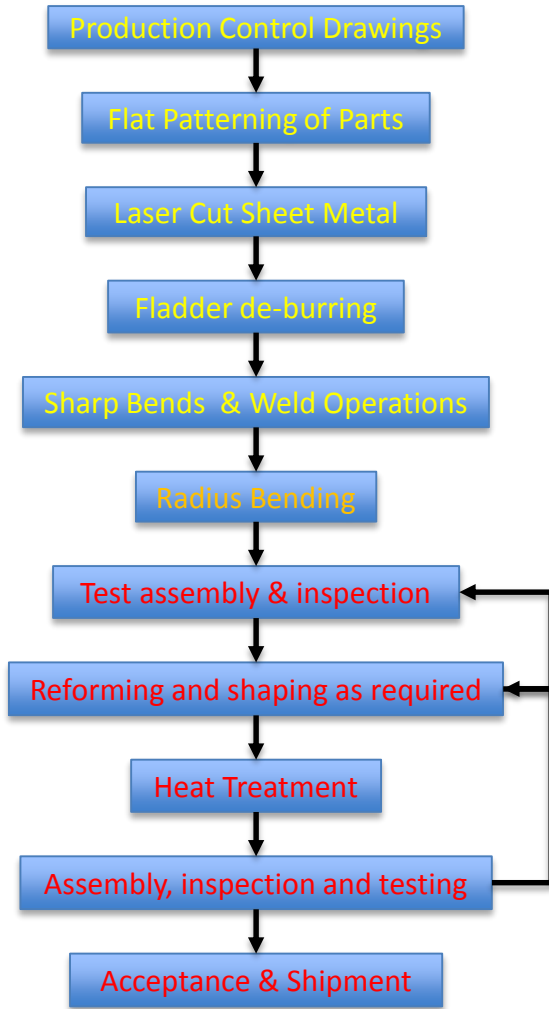 Production Control Drawings
Flat Patterning of Parts
Laser Cut Sheet Metal
Fladder de-burring
Sharp Bends & Weld Operations
Radius Bending
Test assembly & inspection
Reforming and shaping as required
Heat Treatment
Assembly, inspection and testing
Acceptance & Shipment